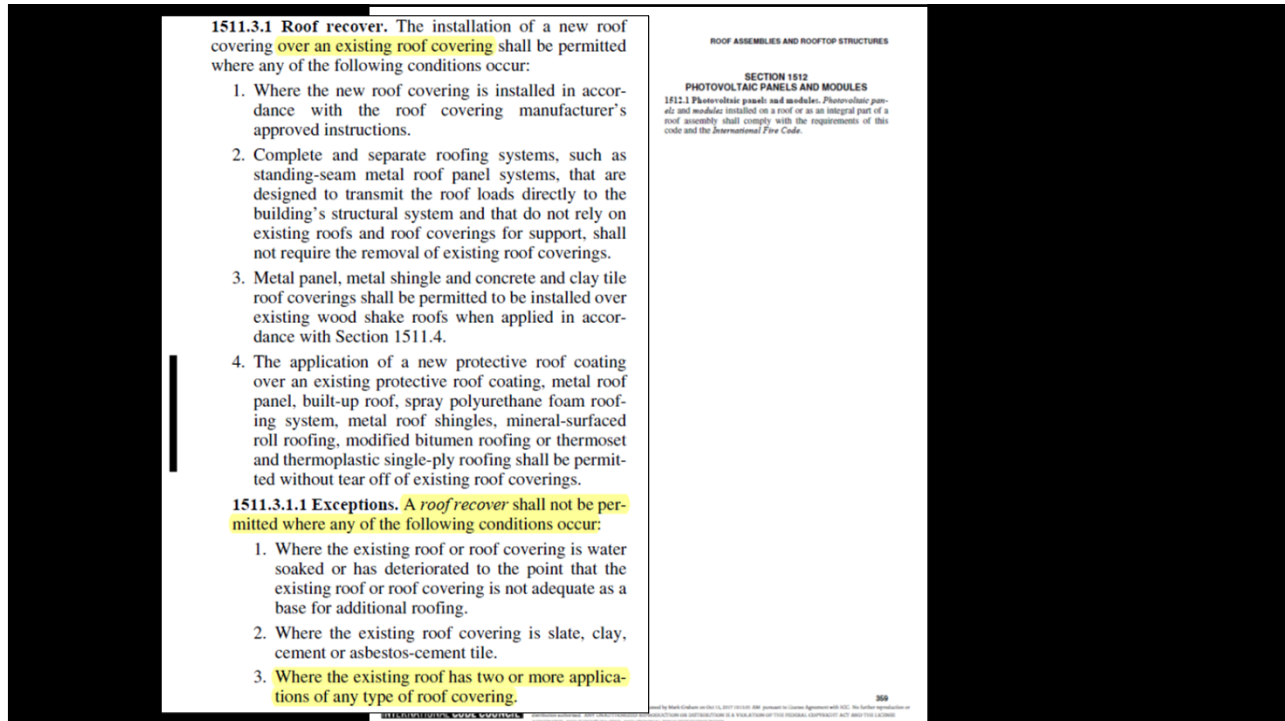 1511.3.1 Roof recover. The installation of a new roof
covering over an existing roof covering shall be permitted
where any of the following conditions occur:
1. Where the new roof covering is installed in accor-
dance with the roof covering manufacturer's
approved instructions.
2. Complete and separate roofing systems, such as
standing-seam metal roof panel systems, that are
designed to transmit the roof loads directly to the
building's structural system and that do not rely on
existing roofs and roof coverings for support, shall
not require the removal of existing roof coverings.
3. Metal panel, metal shingle and concrete and clay tile
roof coverings shall be permitted to be installed over
existing wood shake roofs when applied in accor-
dance with Section 1511.4.
4. The application of a new protective roof coating
over an existing protective roof coating, metal roof
panel, built-up roof, spray polyurethane foam roof-
ing system, metal roof shingles, mineral-surfaced
roll roofing, modified bitumen roofing or thermoset
and thermoplastic single-ply roofing shall be permit-
ted without tear off of existing roof coverings.
1511.3.1.1 Exceptions. A roof recover shall not be per-
mitted where any of the following conditions occur:
1. Where the existing roof or roof covering is water
soaked or has deteriorated to the point that the
existing roof or roof covering is not adequate as a
base for additional roofing.
2. Where the existing roof covering is slate, clay,
cement or asbestos-cement tile.
3. Where the existing roof has two or more applica-
tions of any type of roof covering.
ROOF ASSEMBLIES AND ROOFTOP STRUCTURES
SECTION 1512
PHOTOVOLTAIC PANELS AND MODULES
1512.1 Photovoltaic panels and modules. Photovoltaic pan-
els and modules installed on a roof or as an integral part of a
roof assembly shall comply with the requirements of this
code and the International Fire Code.
359
INTERNATIONAL CODE COUNCIL